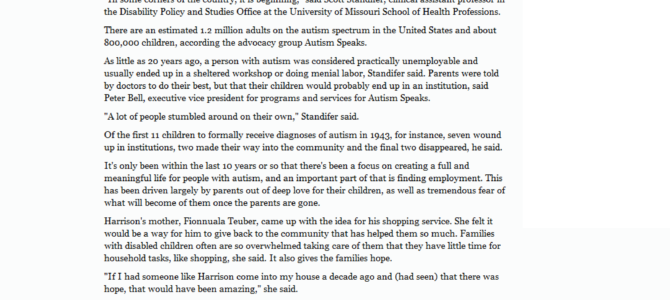 "In some corners of the country, it is beginning," said Scott Standifer, clinical assistant professor in
the Disability Policy and Studies Office at the University of Missouri School of Health Professions.
There are an estimated 1.2 million adults on the autism spectrum in the United States and about
800,000 children, according the advocacy group Autism Speaks.
As little as 20 years ago, a person with autism was considered practically unemployable and
usually ended up in a sheltered workshop or doing menial labor, Standifer said. Parents were told
by doctors to do their best, but that their children would probably end up in an institution, said
Peter Bell, executive vice president for programs and services for Autism Speaks.
"A lot of people stumbled around on their own," Standifer said.
Of the first 11 children to formally receive diagnoses of autism in 1943, for instance, seven wound
up in institutions, two made their way into the community and the final two disappeared, he said.
It's only been within the last 10 years or so that there's been a focus on creating a full and
meaningful life for people with autism, and an important part of that is finding employment. This
has been driven largely by parents out of deep love for their children, as well as tremendous fear of
what will become of them once the parents are gone.
Harrison's mother, Fionnuala Teuber, came up with the idea for his shopping service. She felt it
would be a way for him to give back to the community that has helped them so much. Families
with disabled children often are so overwhelmed taking care of them that they have little time for
household tasks, like shopping, she said. It also gives the families hope.
"If I had someone like Harrison come into my house a decade ago and (had seen) that there was
hope, that would have been amazing," she said.